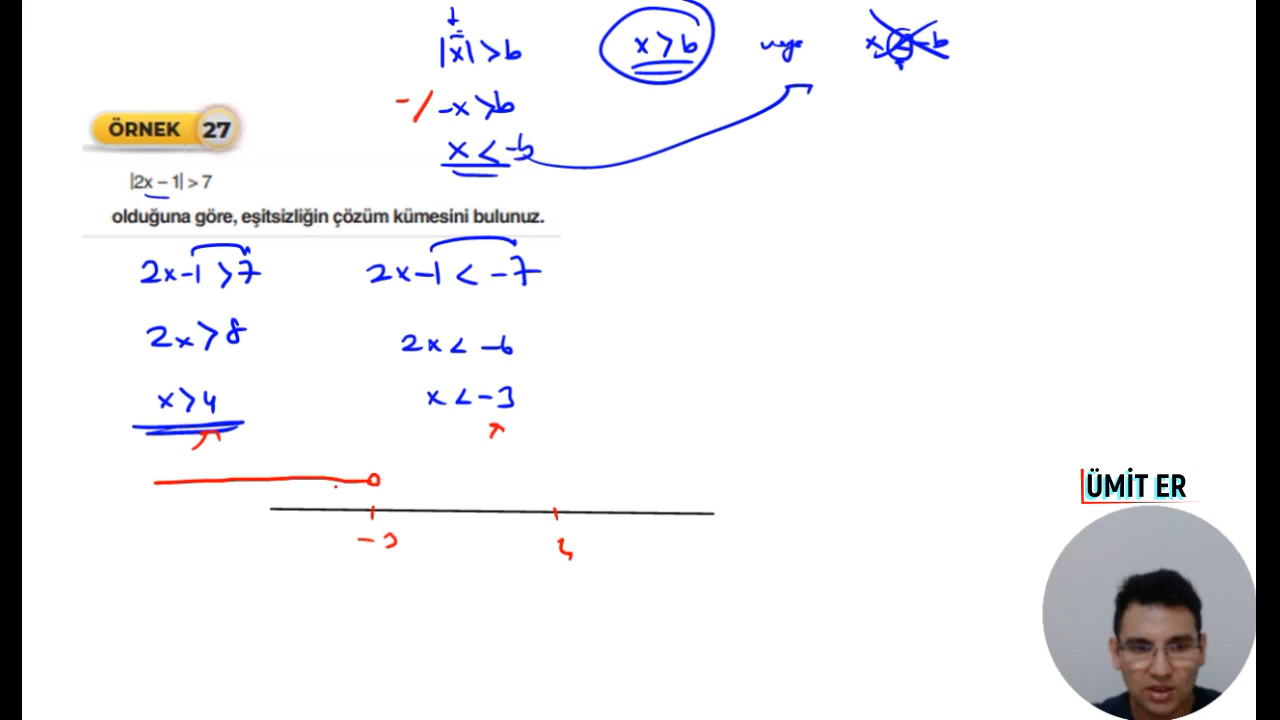 |x| > b x > b veya
-/ -x > b
x < -b
ÖRNEK 27
|2x – 1| > 7
olduğuna göre, eşitsizliğin çözüm kümesini bulunuz.
2x-1 > 7 2x-1 < -7
2x > 8 2x < -6
x > 4 x < -3
-3 4
ÜMİT ER